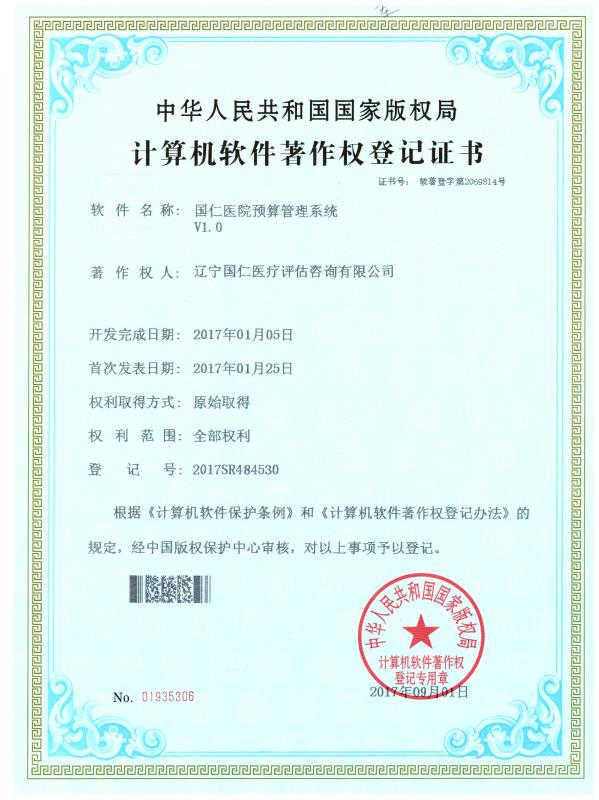 中华人民共和国国家版权局
计算机软件著作权登记证书
证书号： 软著登字第2069814号
软件名称： 国仁医院预算管理系统
V1.0
著作权人： 辽宁国仁医疗评估咨询有限公司
开发完成日期： 2017年01月05日
首次发表日期： 2017年01月25日
权利取得方式： 原始取得
权利范围： 全部权利
登记号： 2017SR484530
根据《计算机软件保护条例》和《计算机软件著作权登记办法》的
规定，经中国版权保护中心审核，对以上事项予以登记。
中华人民共和国国家版权局
计算机软件著作权
登记专用章
No. 01935306
2017年09月01日